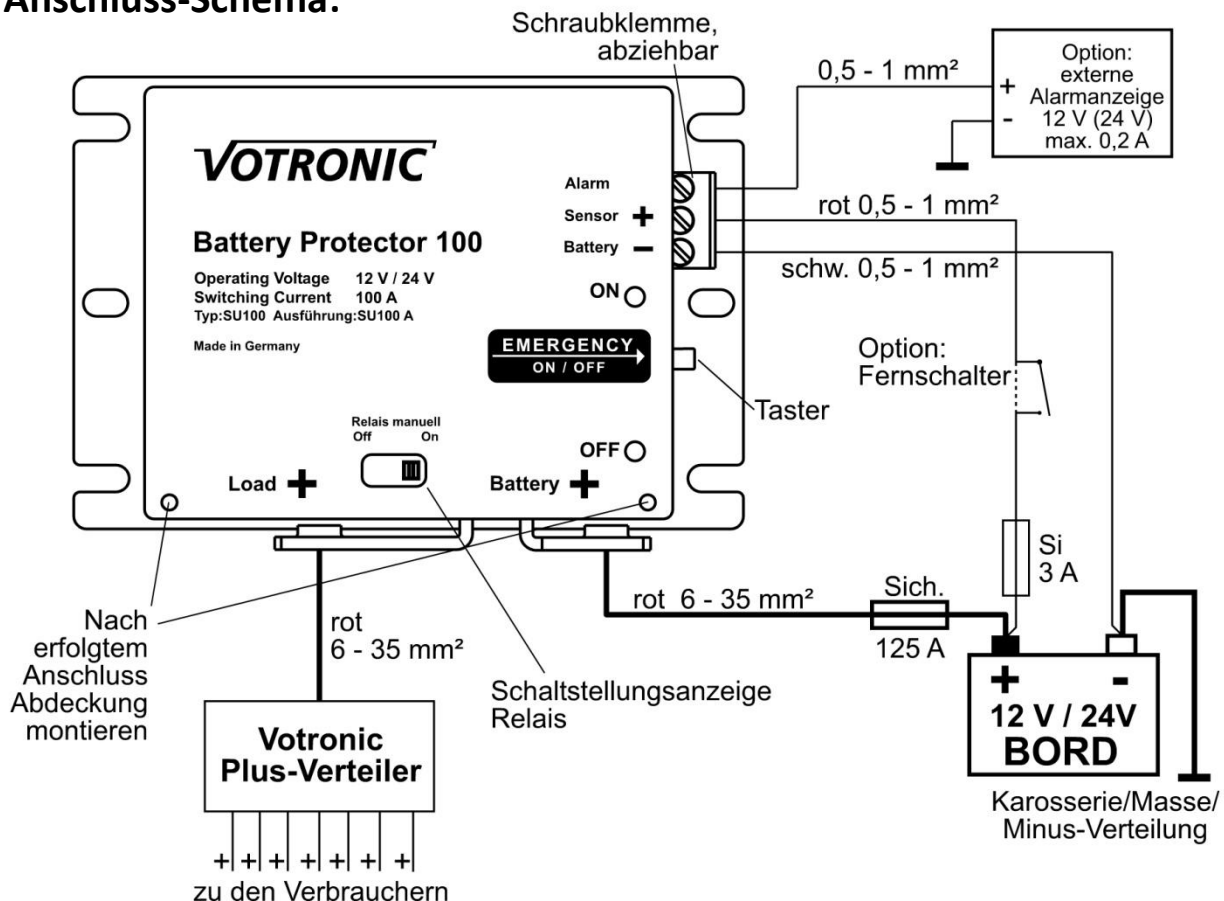 Anschluss-Schema:
Schraubklemme,
abziehbar
0,5 - 1 mm²
Option:
externe
Alarmanzeige
12 V (24 V)
max. 0,2 A
+
-
VOTRONIC
Battery Protector 100
Operating Voltage 12 V / 24 V
Switching Current 100 A
Typ:SU100 Ausführung:SU100 A
Made in Germany
Alarm
Sensor +
Battery -
rot 0,5 - 1 mm²
schw. 0,5 - 1 mm²
ON
EMERGENCY
ON / OFF
Taster
Option:
Fernschalter
Relais manuell
Off On
OFF
Load +
Battery +
Si
3 A
Nach
erfolgtem
Anschluss
Abdeckung
montieren
rot
6 - 35 mm²
rot 6 - 35 mm²
Sich.
125 A
Schaltstellungsanzeige
Relais
+ -
12 V / 24V
BORD
Karosserie/Masse/
Minus-Verteilung
Votronic
Plus-Verteiler
+ + + + + + +
zu den Verbrauchern